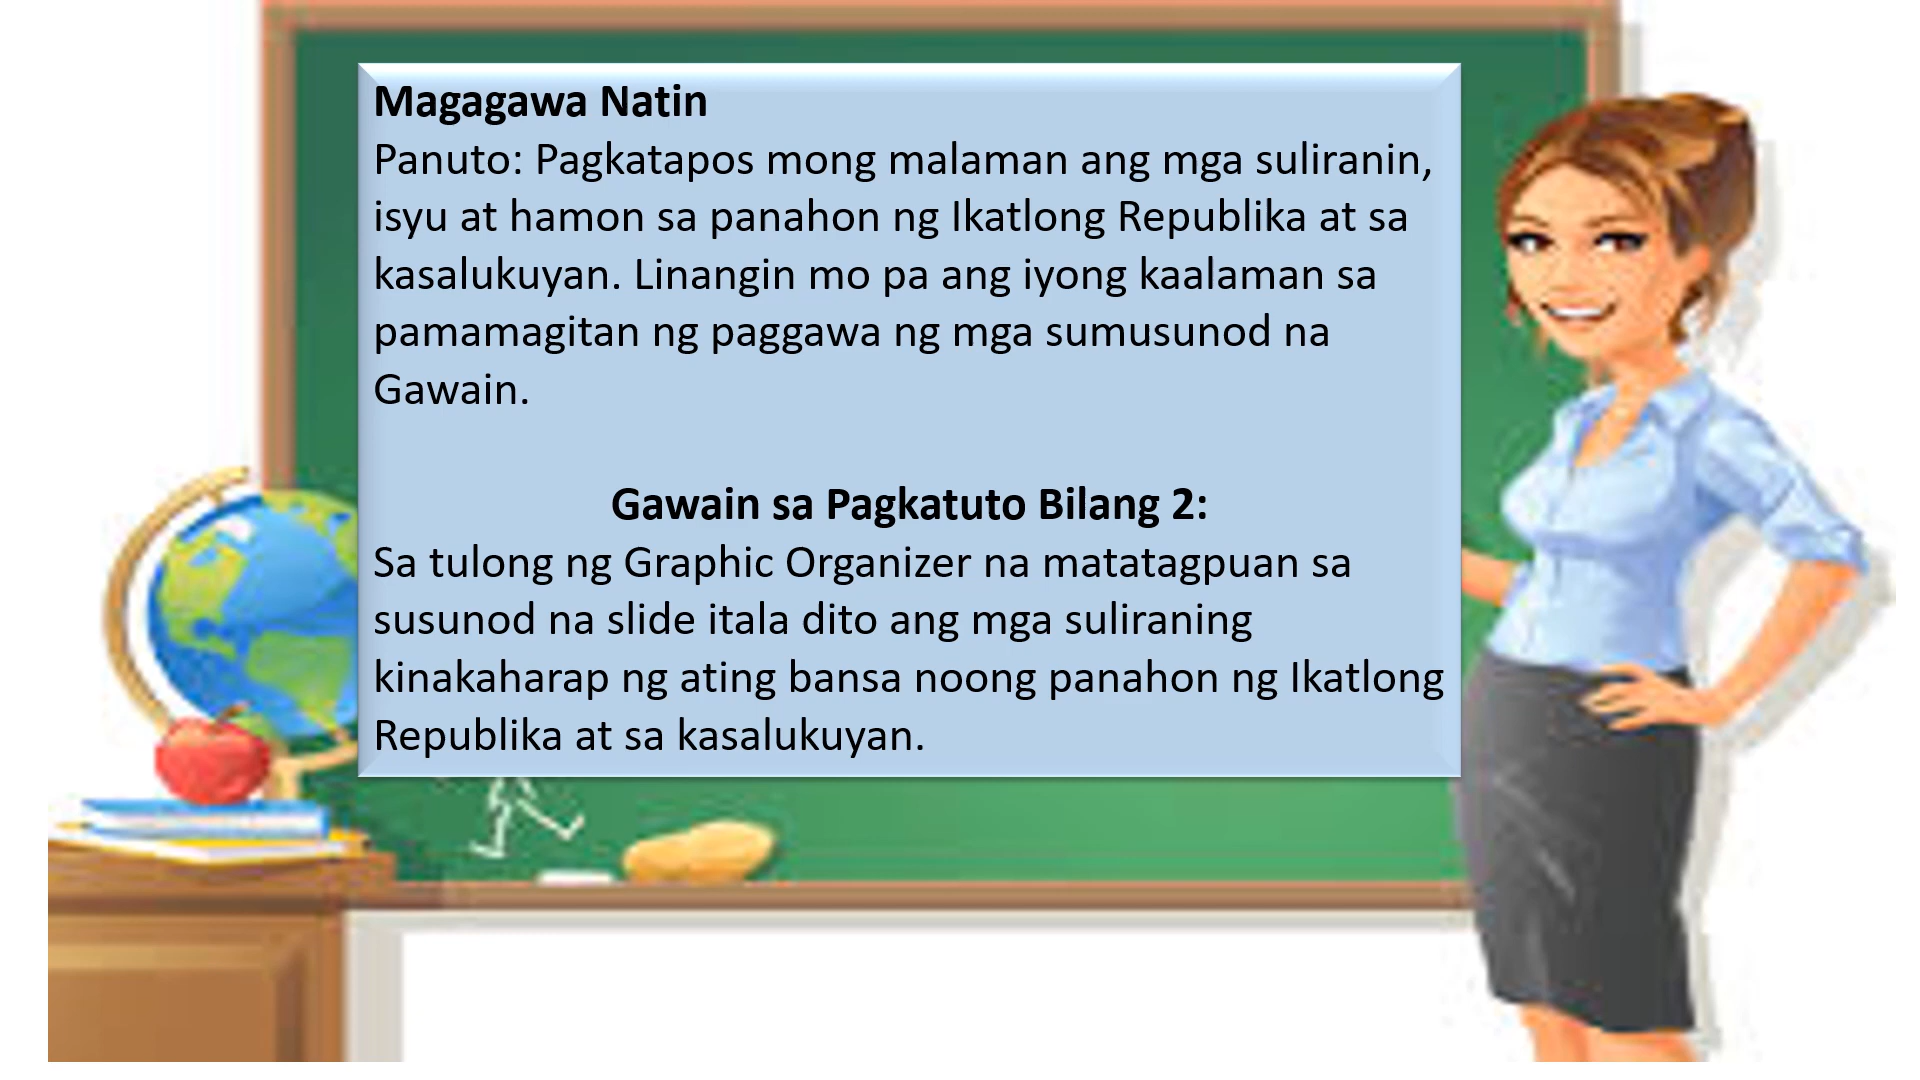 Magagawa Natin
Panuto: Pagkatapos mong malaman ang mga suliranin,
isyu at hamon sa panahon ng Ikatlong Republika at sa
kasalukuyan. Linangin mo pa ang iyong kaalaman sa
pamamagitan ng paggawa ng mga sumusunod na
Gawain.
Gawain sa Pagkatuto Bilang 2:
Sa tulong ng Graphic Organizer na matatagpuan sa
susunod na slide itala dito ang mga suliraning
kinakaharap ng ating bansa noong panahon ng Ikatlong
Republika at sa kasalukuyan.